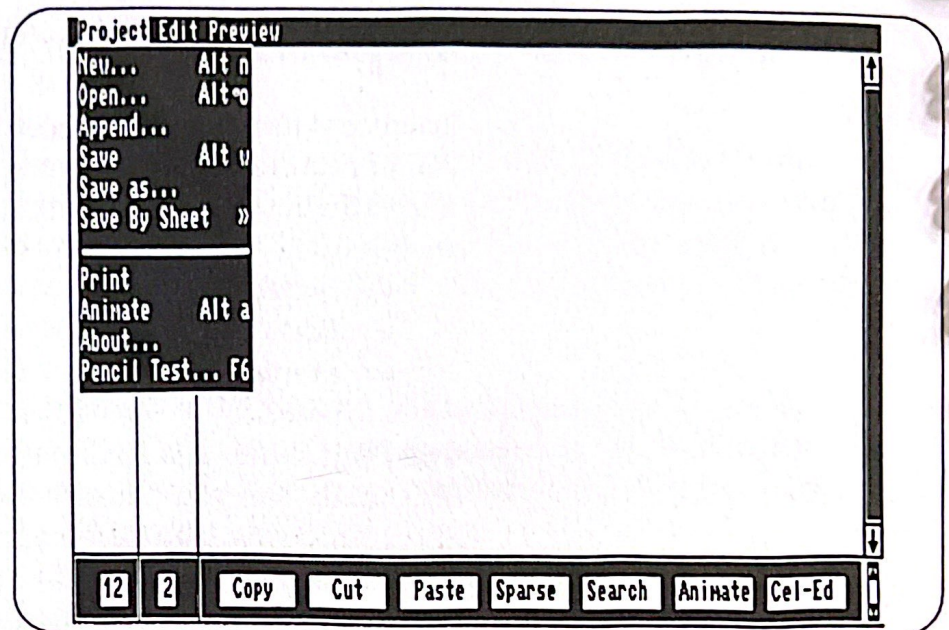 Project Edit Preview
New... Alt n
Open... Alt o
Append...
Save Alt w
Save as...
Save By Sheet »
Print
Animate Alt a
About...
Pencil Test... F6
12 2 Copy Cut Paste Sparse Search Animate Cel-Ed